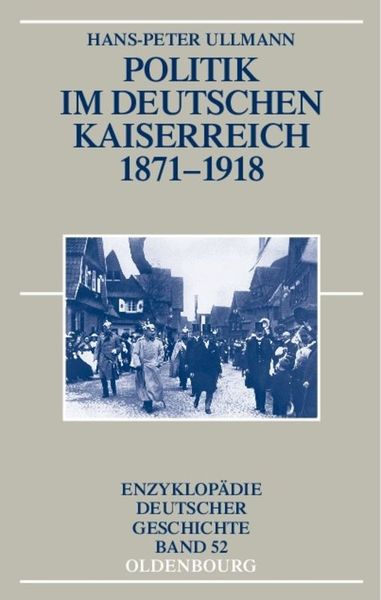 HANS-PETER ULLMANN
POLITIK
IM DEUTSCHEN
KAISERREICH
1871–1918
ENZYKLOPÄDIE
DEUTSCHER
GESCHICHTE
BAND 52
OLDENBOURG